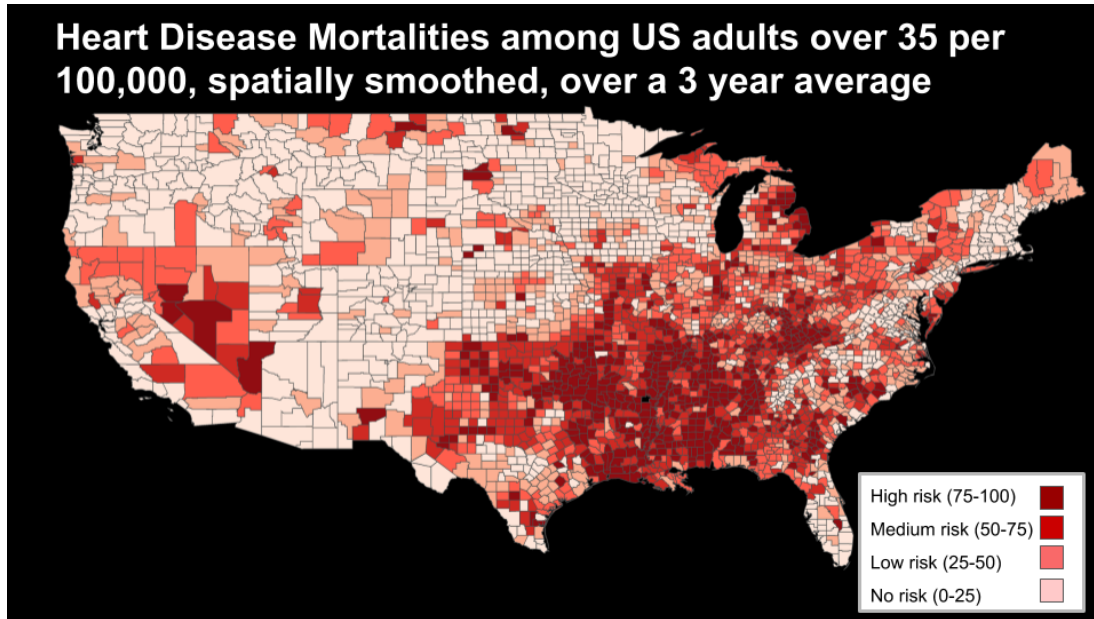 Heart Disease Mortalities among US adults over 35 per
100,000, spatially smoothed, over a 3 year average
High risk (75-100)
Medium risk (50-75)
Low risk (25-50)
No risk (0-25)